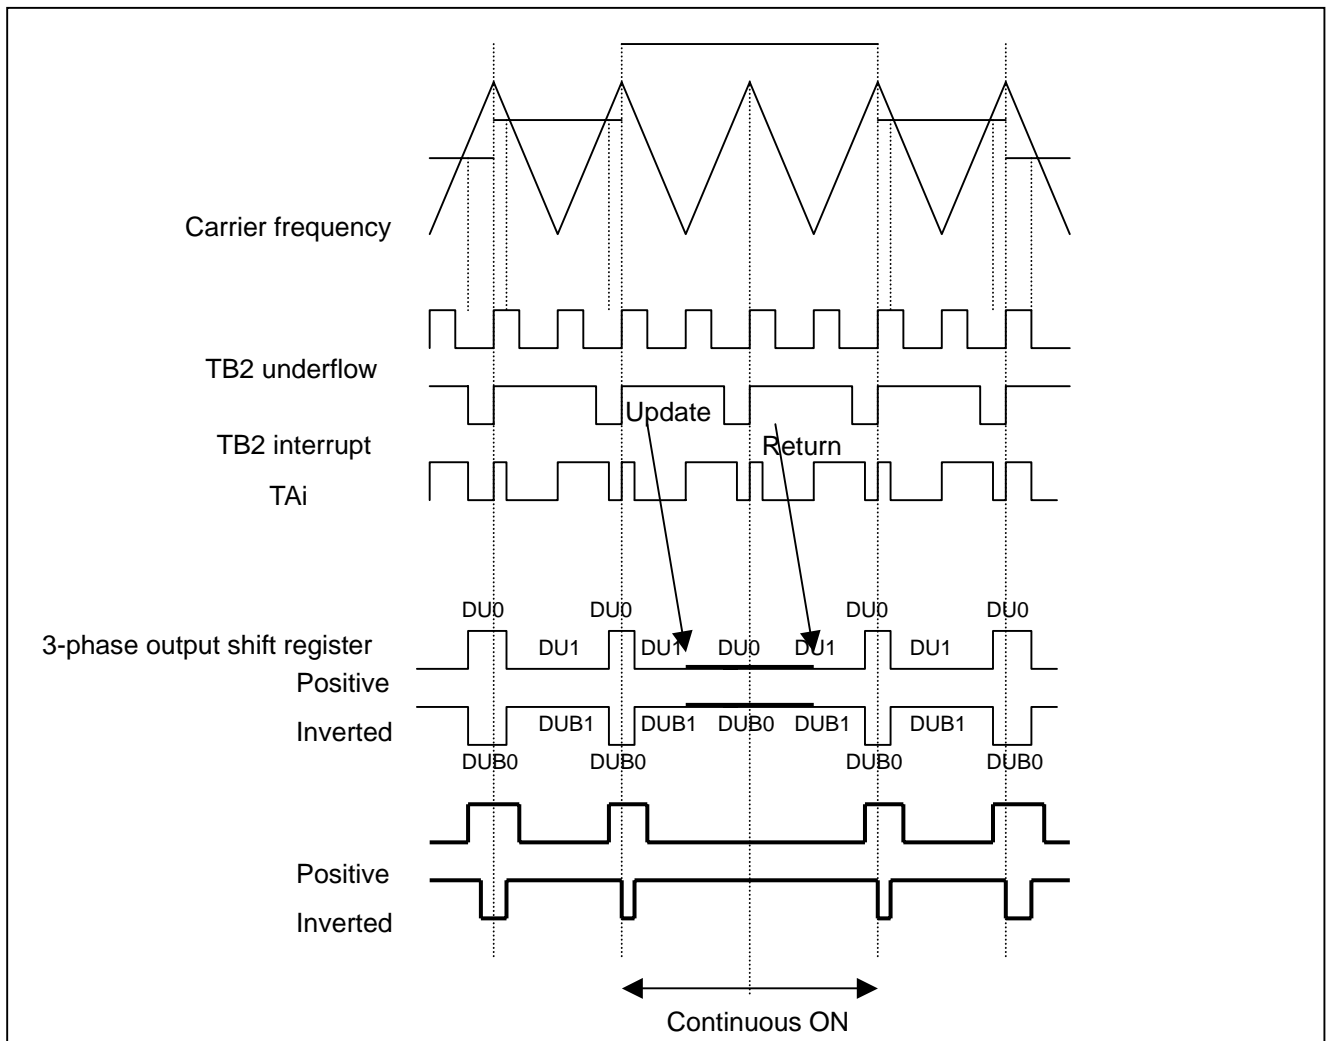 Carrier frequency
TB2 underflow
Update
TB2 interrupt
Return
TAi
DU0 DU0 DU0 DU0
3-phase output shift register
DU1 DU1 DU0 DU1 DU1
Positive
Inverted
DUB1 DUB1 DUB0 DUB1 DUB1
DUB0 DUB0 DUB0 DUB0
Positive
Inverted
Continuous ON